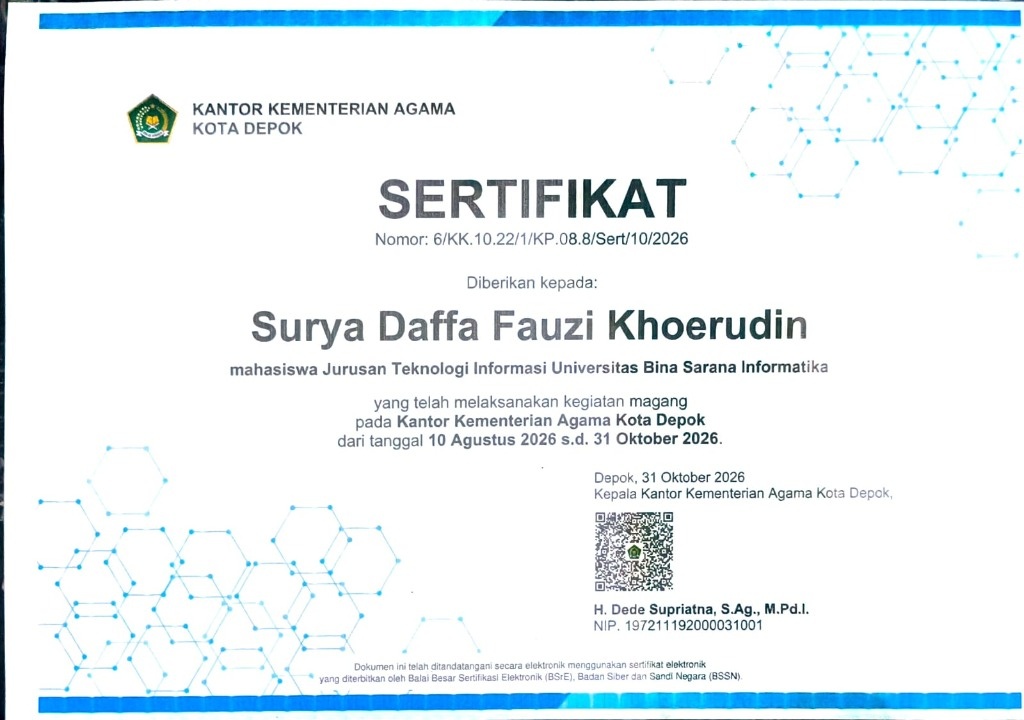 KANTOR KEMENTERIAN AGAMA
KOTA DEPOK
SERTIFIKAT
Nomor: 6/KK.10.22/1/KP.08.8/Sert/10/2026
Diberikan kepada:
Surya Daffa Fauzi Khoerudin
mahasiswa Jurusan Teknologi Informasi Universitas Bina Sarana Informatika
yang telah melaksanakan kegiatan magang
pada Kantor Kementerian Agama Kota Depok
dari tanggal 10 Agustus 2026 s.d. 31 Oktober 2026.
Depok, 31 Oktober 2026
Kepala Kantor Kementerian Agama Kota Depok,
H. Dede Supriatna, S.Ag., M.Pd.I.
NIP. 197211192000031001
Dokumen ini telah ditandatangani secara elektronik menggunakan sertifikat elektronik
yang diterbitkan oleh Balai Besar Sertifikasi Elektronik (BSrE), Badan Siber dan Sandi Negara (BSSN).